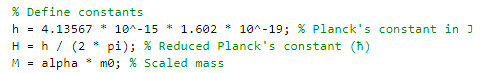 % Define constants
h = 4.13567 * 10^-15 * 1.602 * 10^-19; % Planck's constant in J
H = h / (2 * pi); % Reduced Planck's constant (ħ)
M = alpha * m0; % Scaled mass